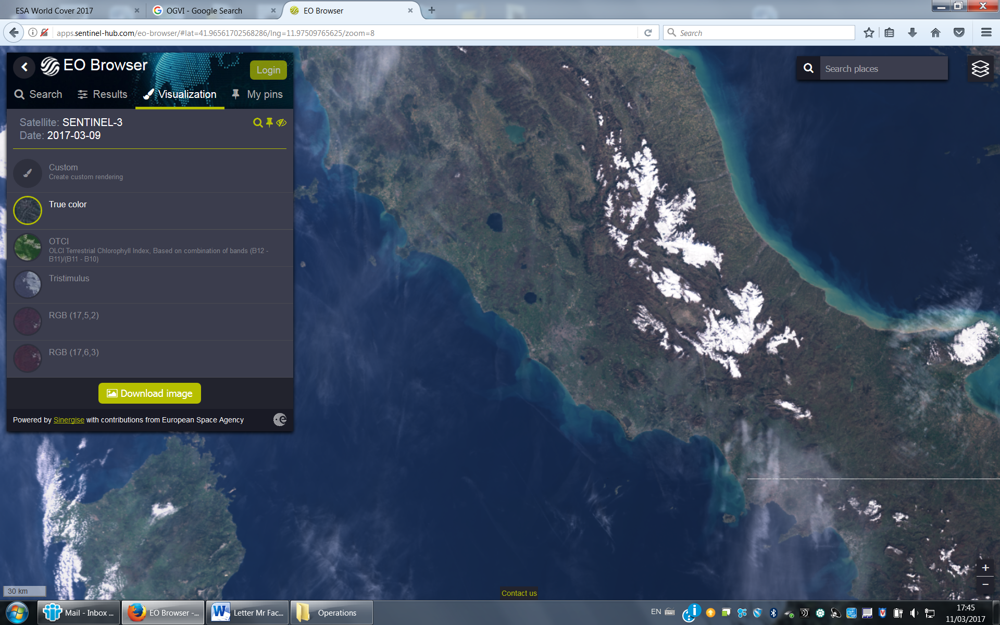 ESA World Cover 2017
OGVI - Google Search
EO Browser
apps.sentinel-hub.com/eo-browser/#lat=41.96561702568286/lng=11.97509765625/zoom=8
Search
EO Browser
Login
Search places
Search
Results
Visualization
My pins
Satellite: SENTINEL-3
Date: 2017-03-09
Custom
Create custom rendering
True color
OTCI
OLCI Terrestrial Chlorophyll Index, Based on combination of bands (B12 -
B11)/(B11 - B10)
Tristimulus
RGB (17,5,2)
RGB (17,6,3)
Download image
Powered by Sinergise with contributions from European Space Agency
30 km
Contact us
+
−
Mail - Inbox ...
EO Browser -...
Letter Mr Fac...
Operations
EN
17:45
11/03/2017